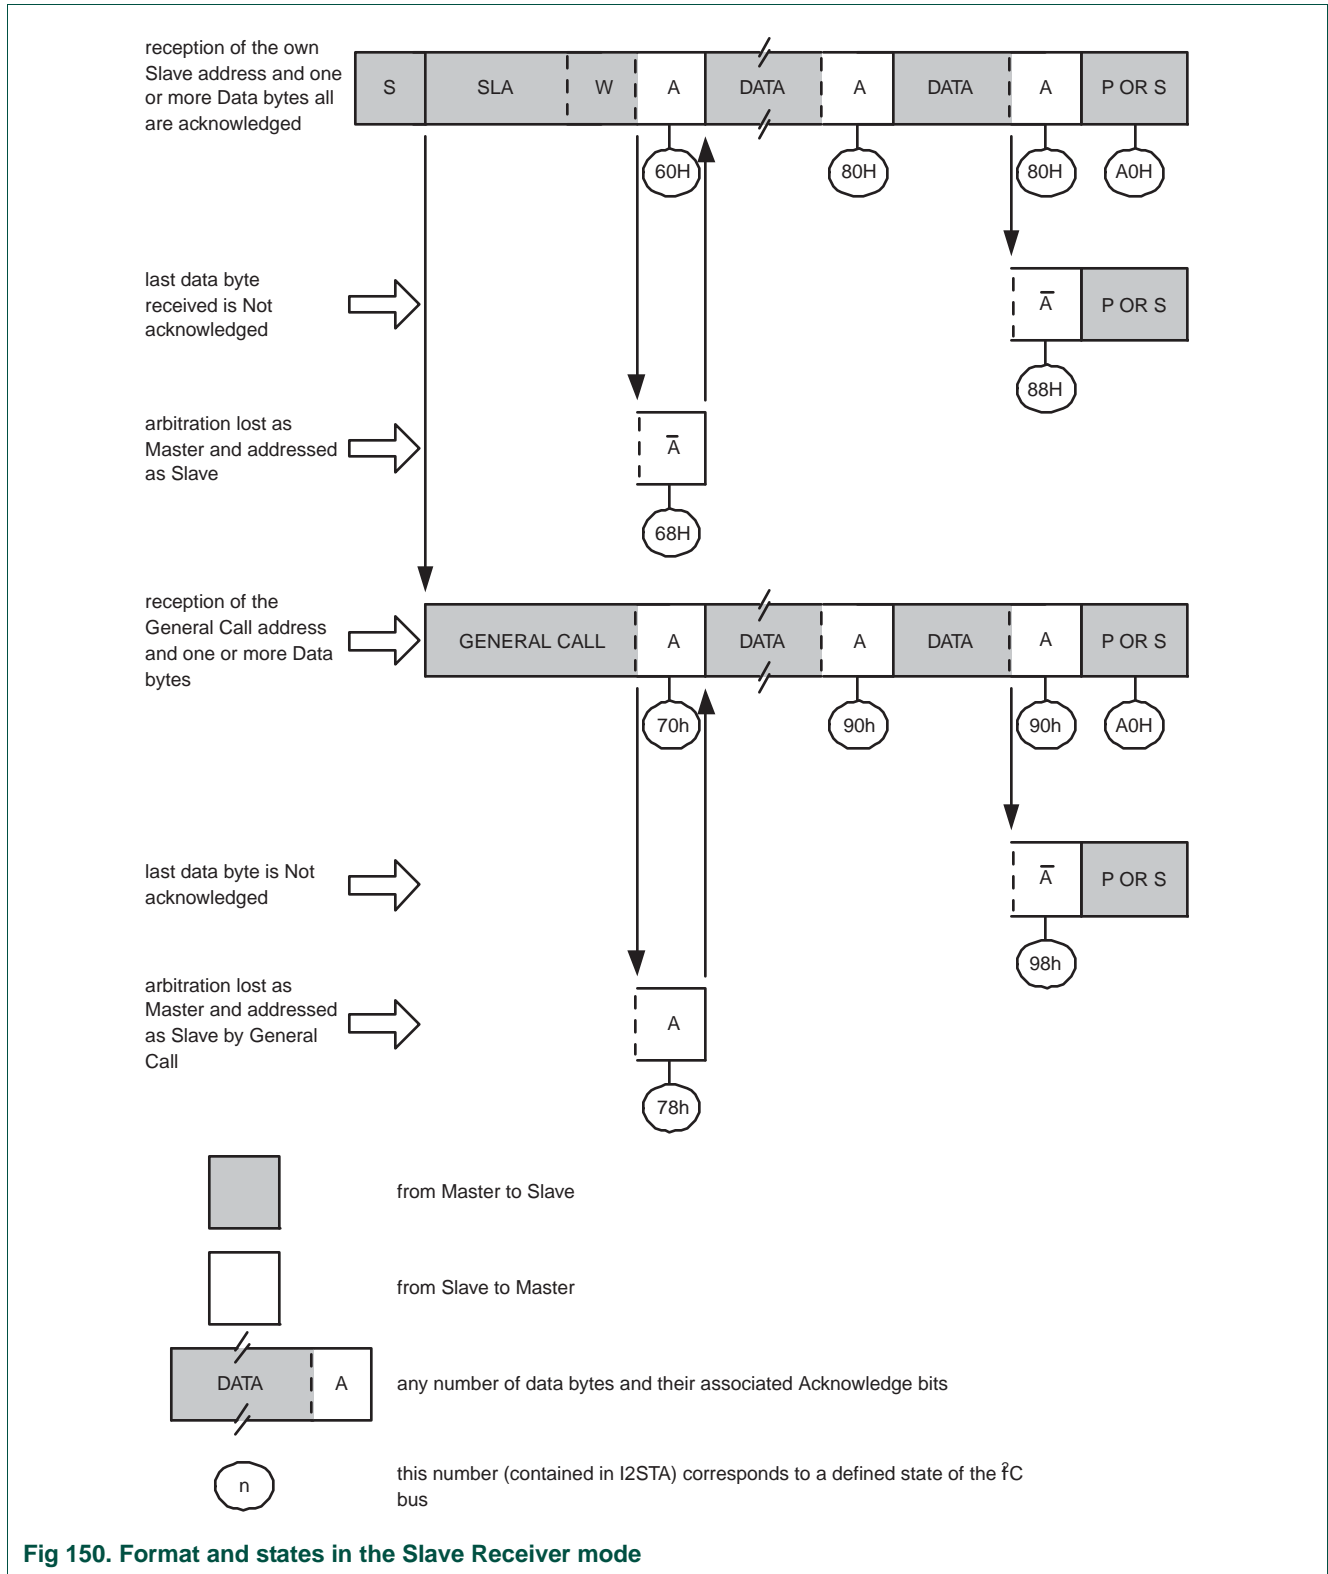 reception of the own
Slave address and one
or more Data bytes all
are acknowledged
S SLA W A DATA A DATA A P OR S
60H 80H 80H A0H
last data byte
received is Not
acknowledged
A̅ P OR S
88H
arbitration lost as
Master and addressed
as Slave
A̅
68H
reception of the
General Call address
and one or more Data
bytes
GENERAL CALL A DATA A DATA A P OR S
70h 90h 90h A0H
last data byte is Not
acknowledged
A̅ P OR S
98h
arbitration lost as
Master and addressed
as Slave by General
Call
A
78h
from Master to Slave
from Slave to Master
DATA A any number of data bytes and their associated Acknowledge bits
n this number (contained in I2STA) corresponds to a defined state of the I²C
bus
Fig 150. Format and states in the Slave Receiver mode